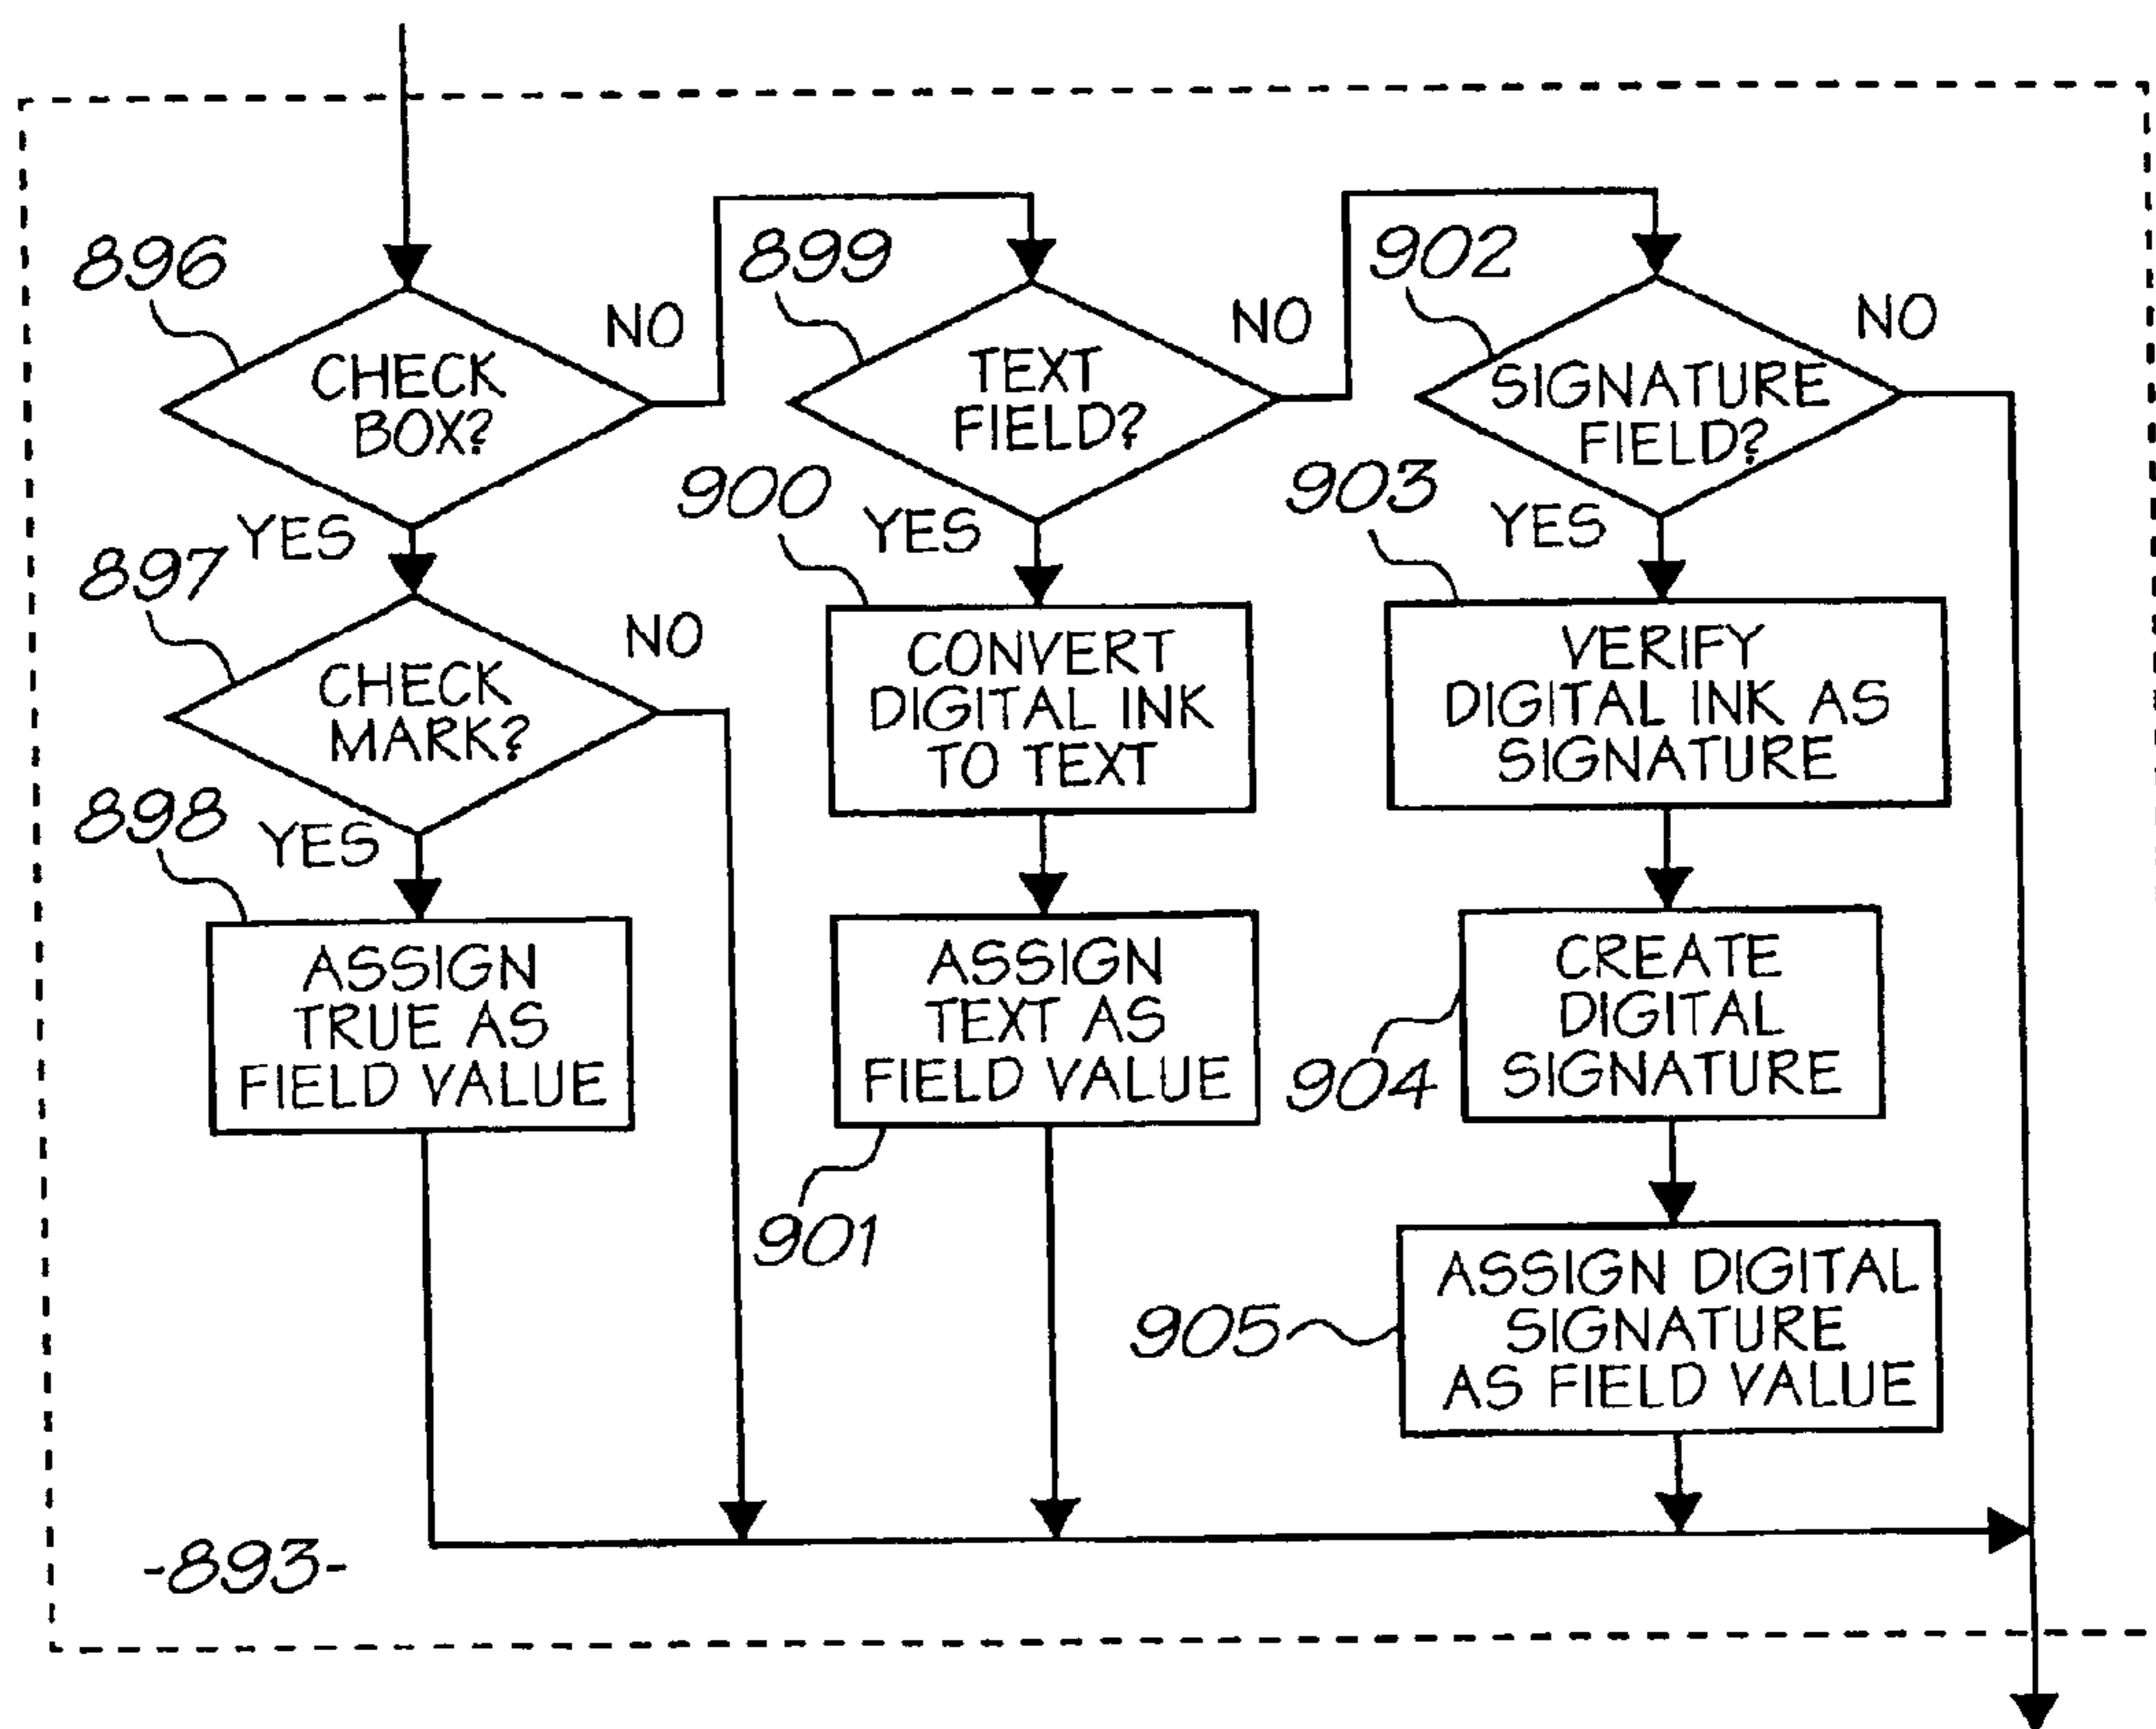 896
CHECK
BOX?
NO
YES
897
CHECK
MARK?
NO
YES
898
ASSIGN
TRUE AS
FIELD VALUE
899
TEXT
FIELD?
NO
YES
900
CONVERT
DIGITAL INK
TO TEXT
ASSIGN
TEXT AS
FIELD VALUE
901
902
SIGNATURE
FIELD?
NO
YES
903
VERIFY
DIGITAL INK AS
SIGNATURE
CREATE
DIGITAL
SIGNATURE
904
ASSIGN DIGITAL
SIGNATURE
AS FIELD VALUE
905
-893-